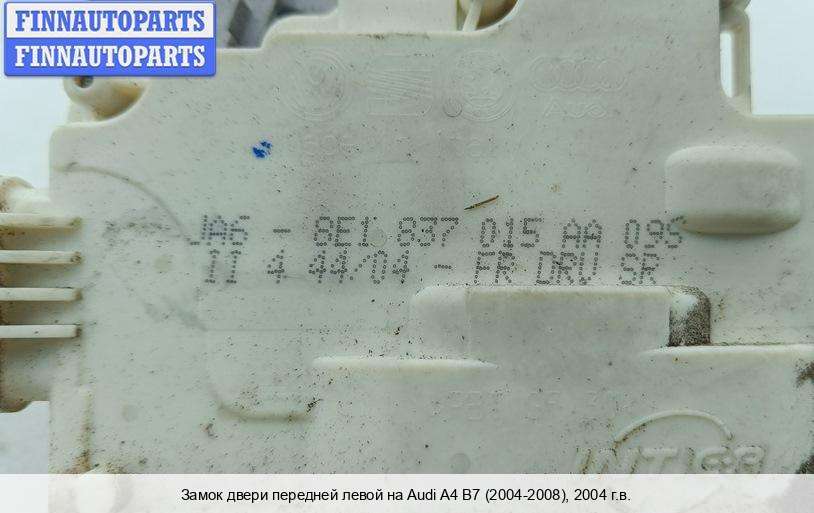 FINNAUTOPARTS
FINNAUTOPARTS
JA6 - 8E1 837 015 AA 09S
11 4 44/04 - FR DRV SR
Замок двери передней левой на Audi A4 B7 (2004-2008), 2004 г.в.